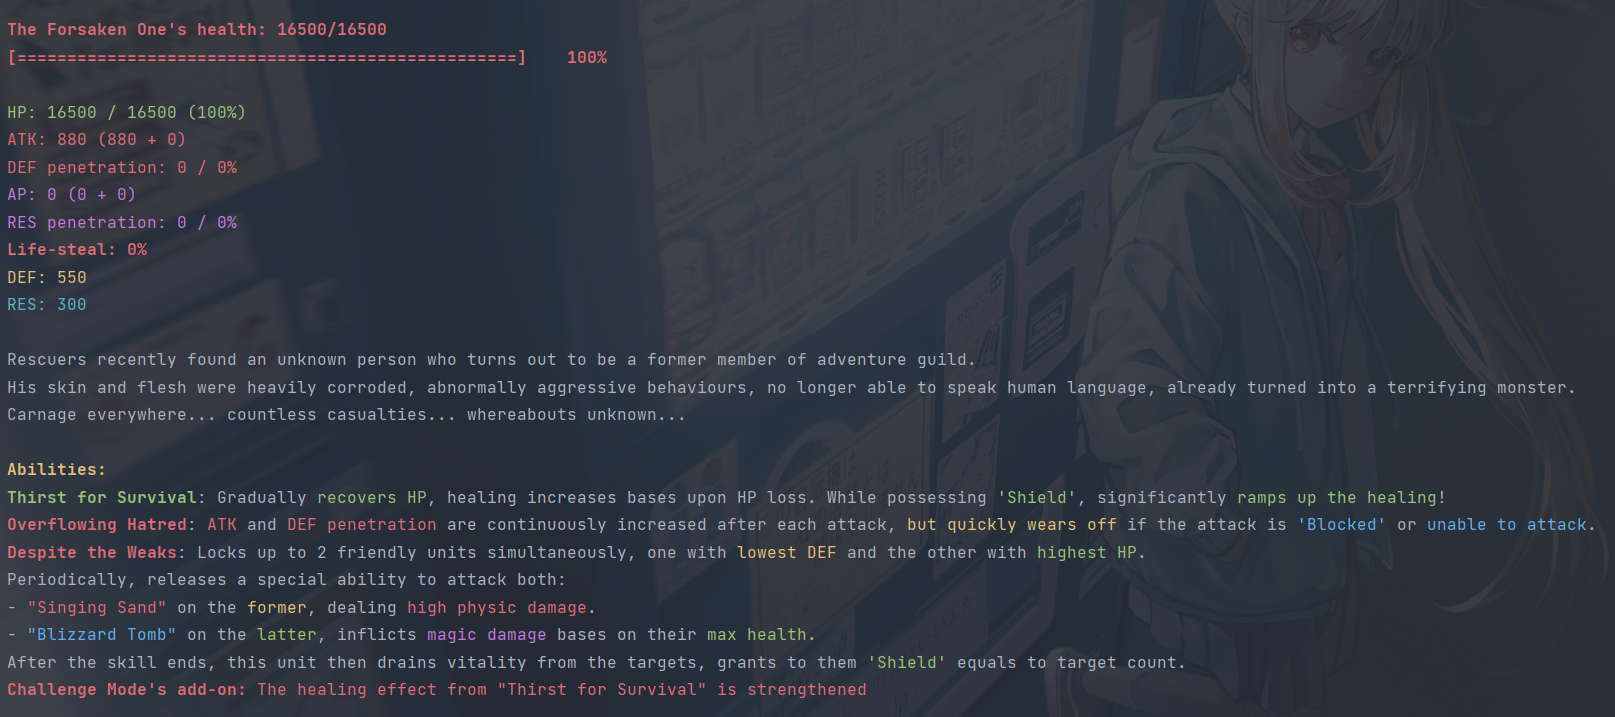 The Forsaken One's health: 16500/16500
[==================================================] 100%
HP: 16500 / 16500 (100%)
ATK: 880 (880 + 0)
DEF penetration: 0 / 0%
AP: 0 (0 + 0)
RES penetration: 0 / 0%
Life-steal: 0%
DEF: 550
RES: 300
Rescuers recently found an unknown person who turns out to be a former member of adventure guild.
His skin and flesh were heavily corroded, abnormally aggressive behaviours, no longer able to speak human language, already turned into a terrifying monster.
Carnage everywhere... countless casualties... whereabouts unknown...
Abilities:
Thirst for Survival: Gradually recovers HP, healing increases bases upon HP loss. While possessing 'Shield', significantly ramps up the healing!
Overflowing Hatred: ATK and DEF penetration are continuously increased after each attack, but quickly wears off if the attack is 'Blocked' or unable to attack.
Despite the Weaks: Locks up to 2 friendly units simultaneously, one with lowest DEF and the other with highest HP.
Periodically, releases a special ability to attack both:
- "Singing Sand" on the former, dealing high physic damage.
- "Blizzard Tomb" on the latter, inflicts magic damage bases on their max health.
After the skill ends, this unit then drains vitality from the targets, grants to them 'Shield' equals to target count.
Challenge Mode's add-on: The healing effect from "Thirst for Survival" is strengthened